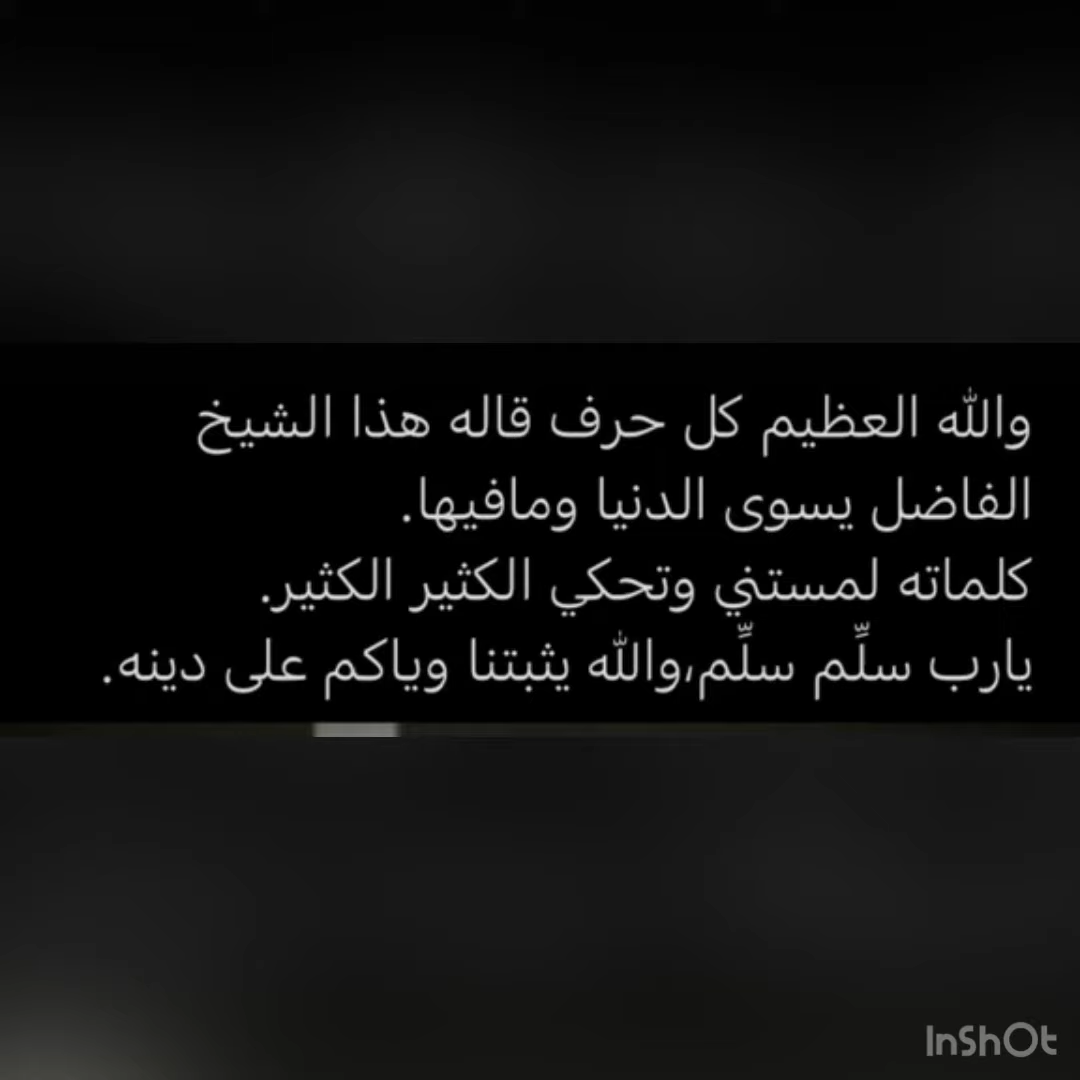 والله العظيم كل حرف قاله هذا الشيخ
الفاضل يسوى الدنيا ومافيها.
كلماته لمستني وتحكي الكثير الكثير.
يارب سلِّم سلِّم،والله يثبتنا وياكم على دينه.
InShOt